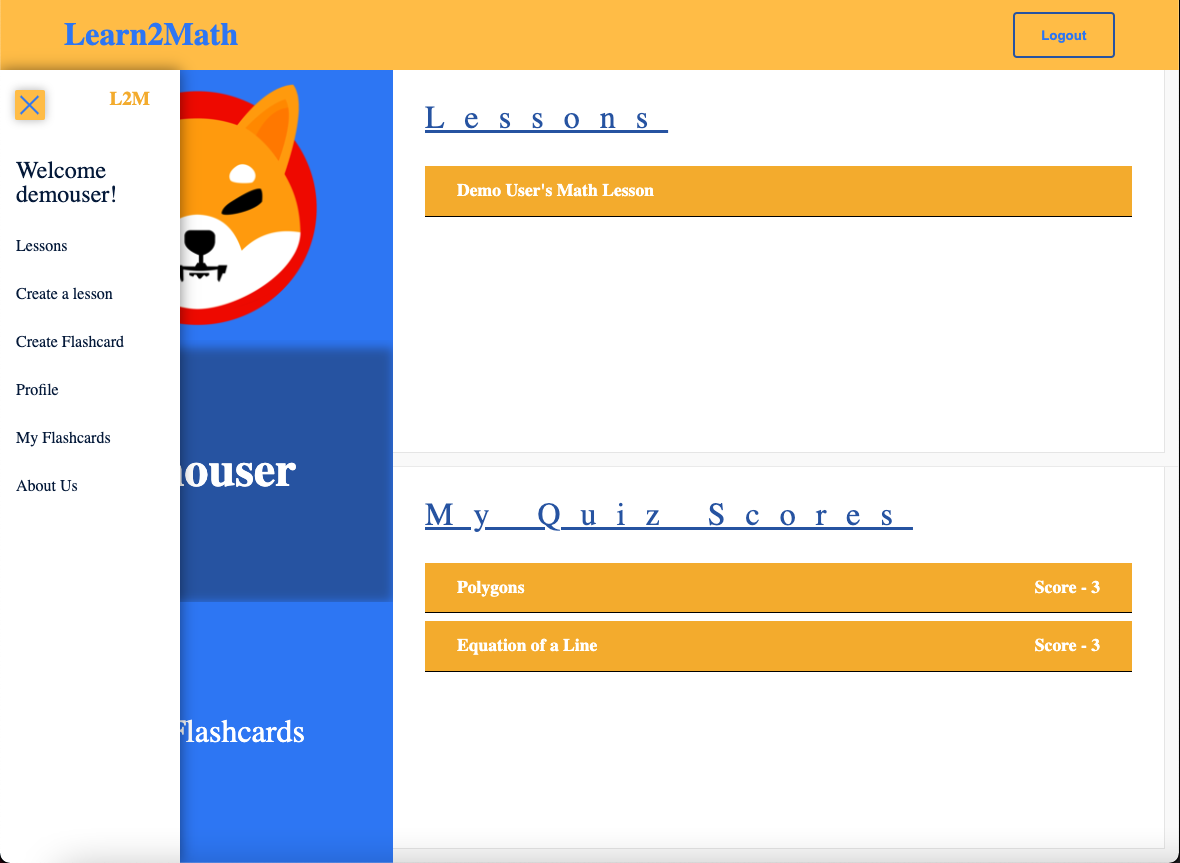 Learn2Math
Logout
L2M
Welcome
demouser!
Lessons
Create a lesson
Create Flashcard
Profile
My Flashcards
About Us
ouser
Flashcards
Lessons
Demo User's Math Lesson
My Quiz Scores
Polygons Score - 3
Equation of a Line Score - 3